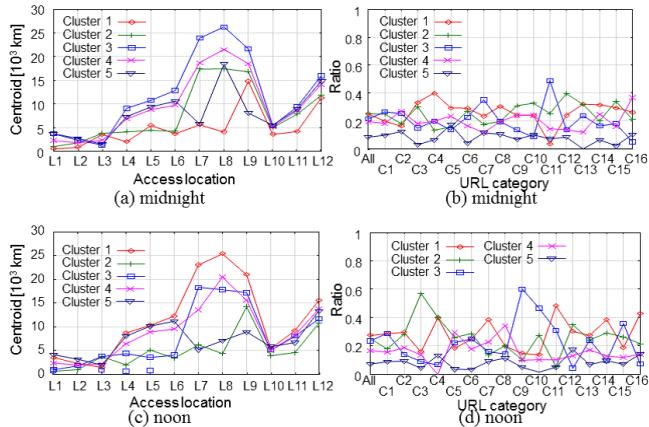 30
25
20
15
10
5
0
Centroid [10³ km]
Cluster 1
Cluster 2
Cluster 3
Cluster 4
Cluster 5
L1 L2 L3 L4 L5 L6 L7 L8 L9 L10 L11 L12
Access location
(a) midnight
1
0.8
0.6
0.4
0.2
0
Ratio
Cluster 1
Cluster 2
Cluster 3
Cluster 4
Cluster 5
All C2 C4 C6 C8 C10 C12 C14 C16
C1 C3 C5 C7 C9 C11 C13 C15
URL category
(b) midnight
30
25
20
15
10
5
0
Centroid [10³ km]
Cluster 1
Cluster 2
Cluster 3
Cluster 4
Cluster 5
L1 L2 L3 L4 L5 L6 L7 L8 L9 L10 L11 L12
Access location
(c) noon
1
0.8
0.6
0.4
0.2
0
Ratio
Cluster 1 Cluster 4
Cluster 2 Cluster 5
Cluster 3
All C2 C4 C6 C8 C10 C12 C14 C16
C1 C3 C5 C7 C9 C11 C13 C15
URL category
(d) noon